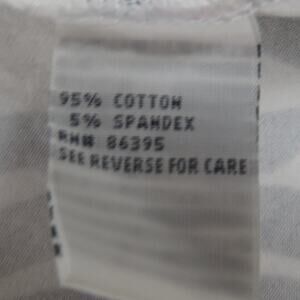 95% COTTON
5% SPANDEX
RN# 86395
SEE REVERSE FOR CARE